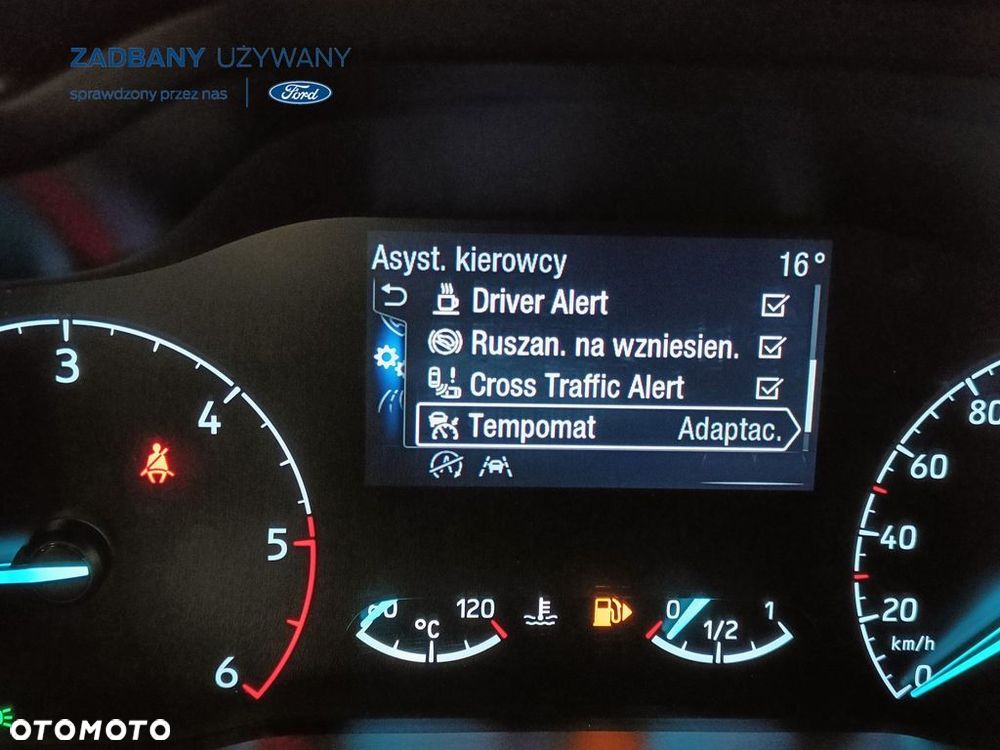 ZADBANY UŻYWANY
sprawdzony przez nas
Ford
Asyst. kierowcy 16°
Driver Alert
Ruszan. na wzniesien.
Cross Traffic Alert
Tempomat Adaptac.
3
4
5
6
120
°C
0
1/2
1
80
60
40
20
km/h
0
OTOMOTO